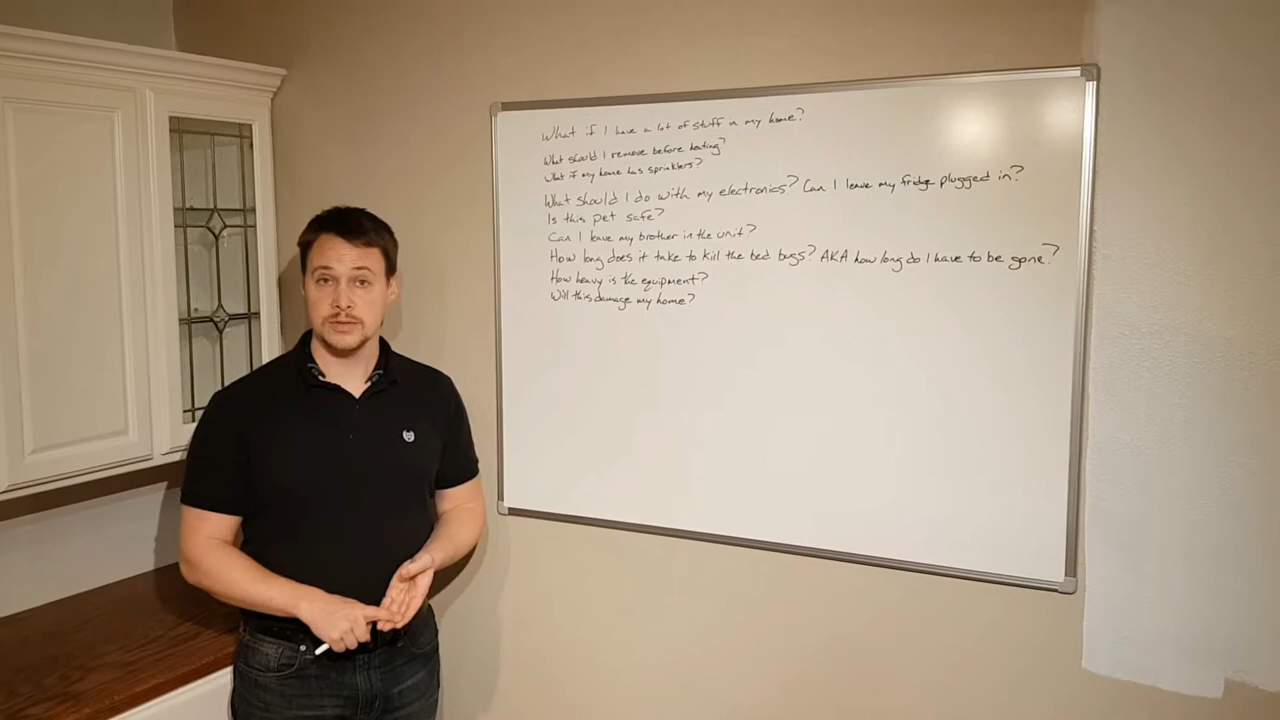 What if I have a lot of stuff in my home?
What should I remove before heating?
What if my home has sprinklers?
What should I do with my electronics? Can I leave my fridge plugged in?
Is this pet safe?
Can I leave my brother in the unit?
How long does it take to kill the bed bugs? AKA how long do I have to be gone?
How heavy is the equipment?
Will this damage my home?